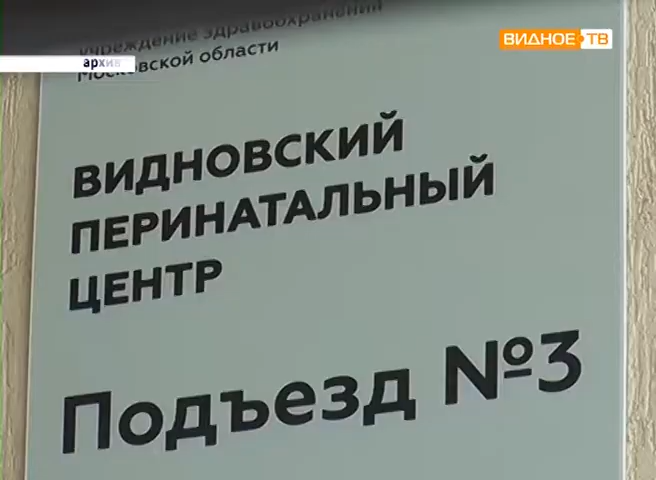 учреждение здравоохранения
Московской области
архив
ВИДНОЕ ТВ
ВИДНОВСКИЙ
ПЕРИНАТАЛЬНЫЙ
ЦЕНТР
Подъезд №3